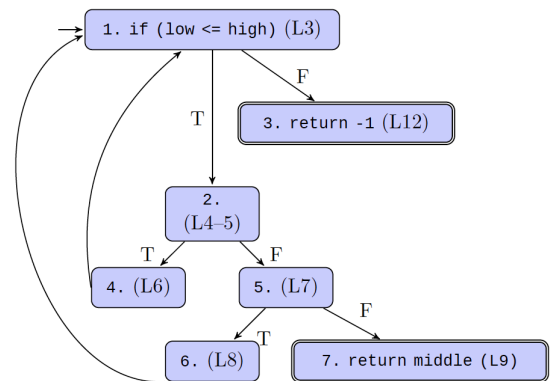 1. if (low <= high) (L3)
F
T
3. return -1 (L12)
2.
(L4–5)
T
F
4. (L6)
5. (L7)
F
T
6. (L8)
7. return middle (L9)